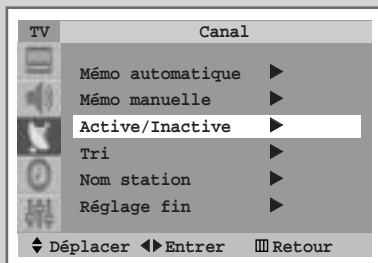 TV Canal
Mémo automatique
Mémo manuelle
Active/Inactive
Tri
Nom station
Réglage fin
Déplacer Entrer Retour